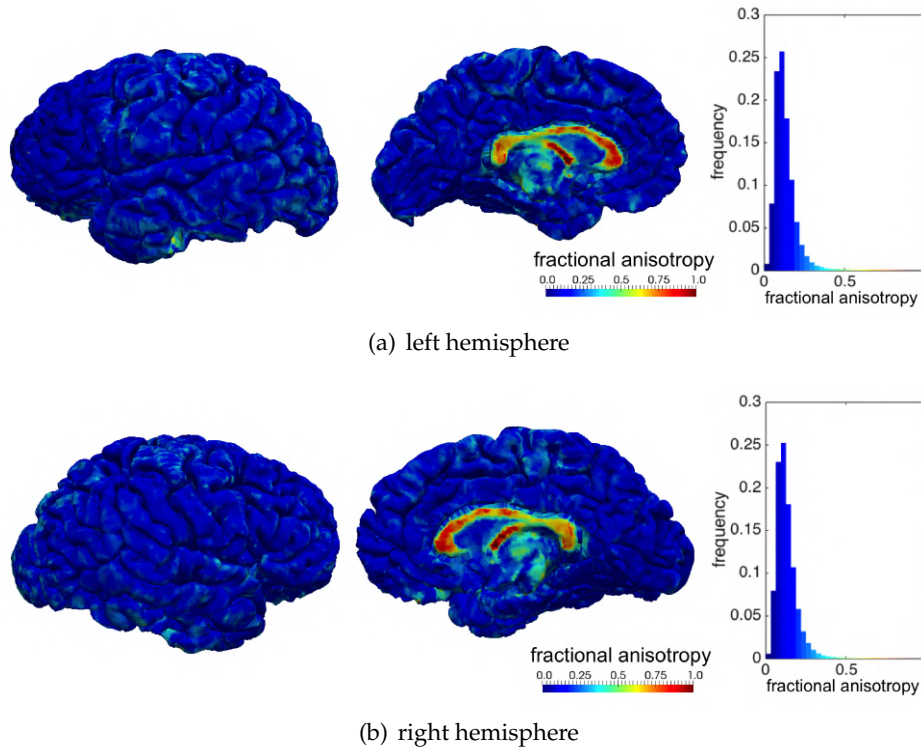 0.3
0.25
0.2
0.15
0.1
0.05
0
frequency
0 0.5
fractional anisotropy
fractional anisotropy
0.0 0.25 0.5 0.75 1.0
(a) left hemisphere
0.3
0.25
0.2
0.15
0.1
0.05
0
frequency
0 0.5
fractional anisotropy
fractional anisotropy
0.0 0.25 0.5 0.75 1.0
(b) right hemisphere